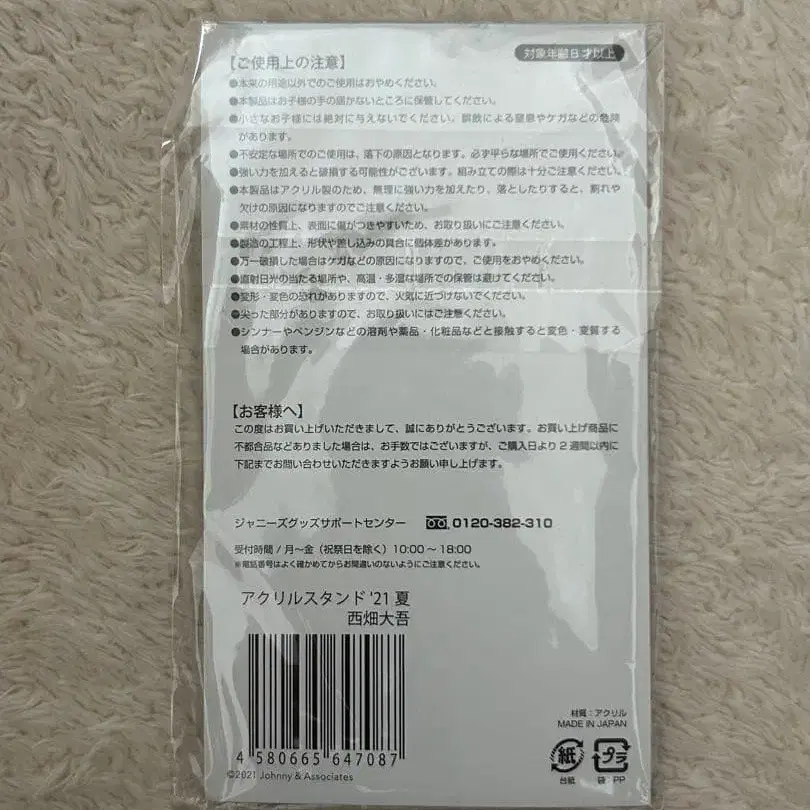 対象年齢8才以上
【ご使用上の注意】
●本来の用途以外でのご使用はおやめください。
●本製品はお子様の手の届かないところに保管してください。
●小さなお子様には絶対に与えないでください。誤飲による窒息やケガなどの危険
があります。
●不安定な場所でのご使用は、落下の原因となります。必ず平らな場所でご使用ください。
●強い力を加えると破損する可能性がございます。組み立ての際は十分ご注意ください。
●本製品はアクリル製のため、無理に強い力を加えたり、落としたりすると、割れや
欠けの原因になりますのでご注意ください。
●素材の性質上、表面に傷がつきやすいため、お取り扱いにご注意ください。
●製造の工程上、形状や差し込みの具合に個体差があります。
●万一破損した場合はケガなどの原因になりますので、ご使用をおやめください。
●直射日光の当たる場所や、高温・多湿な場所での保管は避けてください。
●変形・変色の恐れがありますので、火気に近づけないでください。
●尖った部分がありますので、お取り扱いにはご注意ください。
●シンナーやベンジンなどの溶剤や薬品・化粧品などと接触すると変色・変質する
場合があります。
【お客様へ】
この度はお買い上げいただきまして、誠にありがとうございます。お買い上げ商品に
不都合品などありました場合は、お手数ではございますが、ご購入日より2週間以内に
下記までお問い合わせいただきますようお願い申し上げます。
ジャニーズグッズサポートセンター 0120-382-310
受付時間/月～金(祝祭日を除く)10:00～18:00
※電話番号はよく確かめてからお間違いのないようにご注意ください。
アクリルスタンド '21 夏
西畑大吾
4 580665 647087
©2021 Johnny & Associates
材質：アクリル
MADE IN JAPAN
紙 プラ
台紙 袋：PP